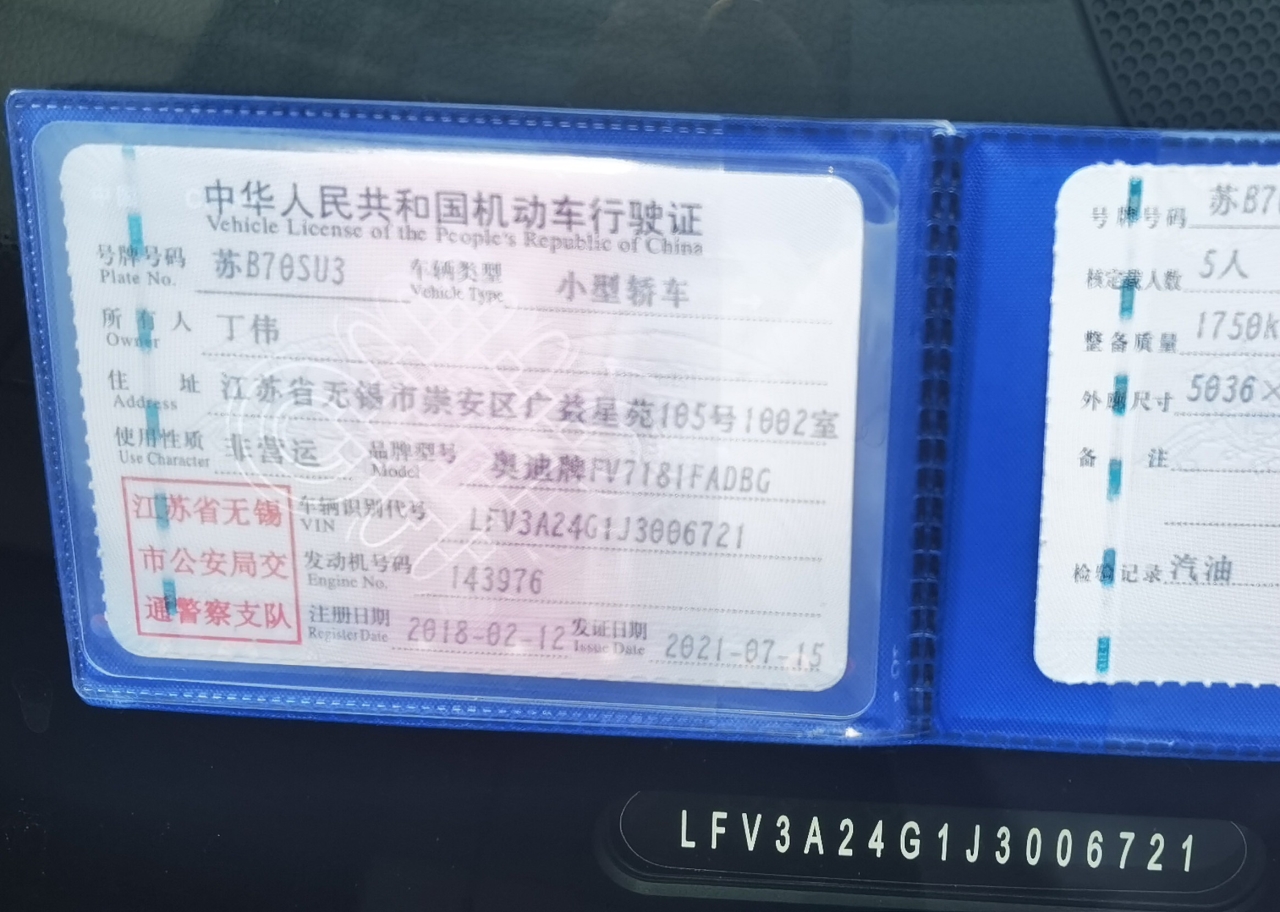 中华人民共和国机动车行驶证
Vehicle License of the People's Republic of China
号牌号码 苏B70SU3 车辆类型 小型轿车
Plate No. Vehicle Type
所有人 丁伟
Owner
住址 江苏省无锡市崇安区广益星苑105号1002室
Address
使用性质 非营运 品牌型号 奥迪牌FV7181FADBG
Use Character Model
江苏省无锡
市公安局交
通警察支队
车辆识别代号 LFV3A24G1J3006721
VIN
发动机号码 143976
Engine No.
注册日期 2018-02-12 发证日期 2021-07-15
Register Date Issue Date
号牌号码 苏B7
核定载人数 5人
整备质量 1750k
外廓尺寸 5036×
备注
检验记录 汽油
LFV3A24G1J3006721